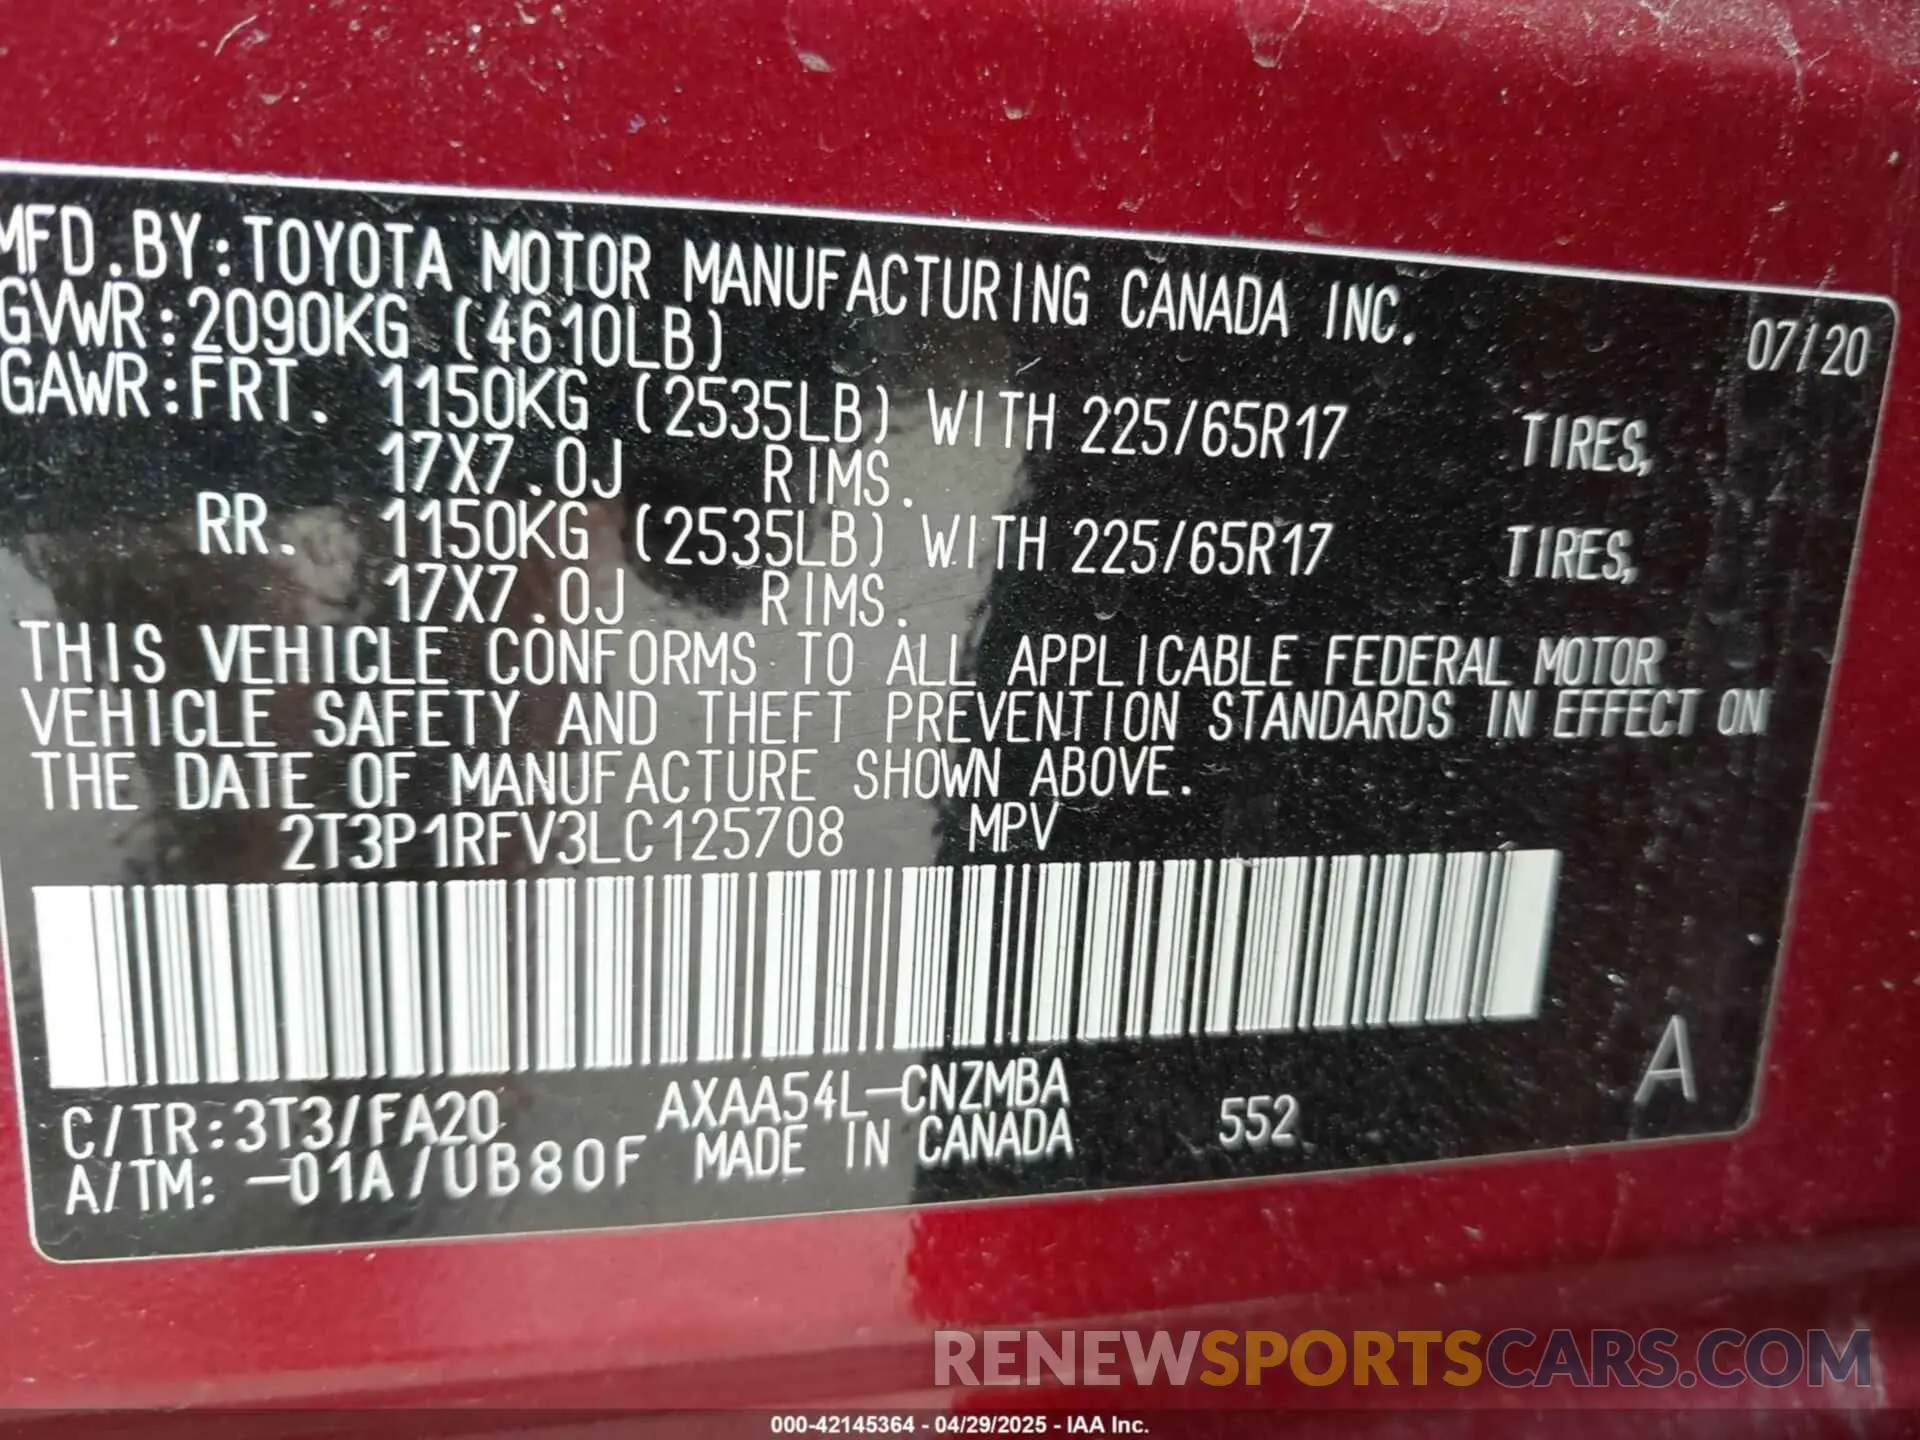 MFD.BY:TOYOTA MOTOR MANUFACTURING CANADA INC.
07/20
GVWR:2090KG (4610LB)
GAWR:FRT. 1150KG (2535LB) WITH 225/65R17 TIRES,
17X7.0J RIMS.
RR. 1150KG (2535LB) WITH 225/65R17 TIRES,
17X7.0J RIMS.
THIS VEHICLE CONFORMS TO ALL APPLICABLE FEDERAL MOTOR
VEHICLE SAFETY AND THEFT PREVENTION STANDARDS IN EFFECT ON
THE DATE OF MANUFACTURE SHOWN ABOVE.
2T3P1RFV3LC125708 MPV
C/TR:3T3/FA20 AXAA54L-CNZMBA 552 A
A/TM:-01A/UB80F MADE IN CANADA
RENEWSPORTSCARS.COM
000-42145364 - 04/29/2025 - IAA Inc.